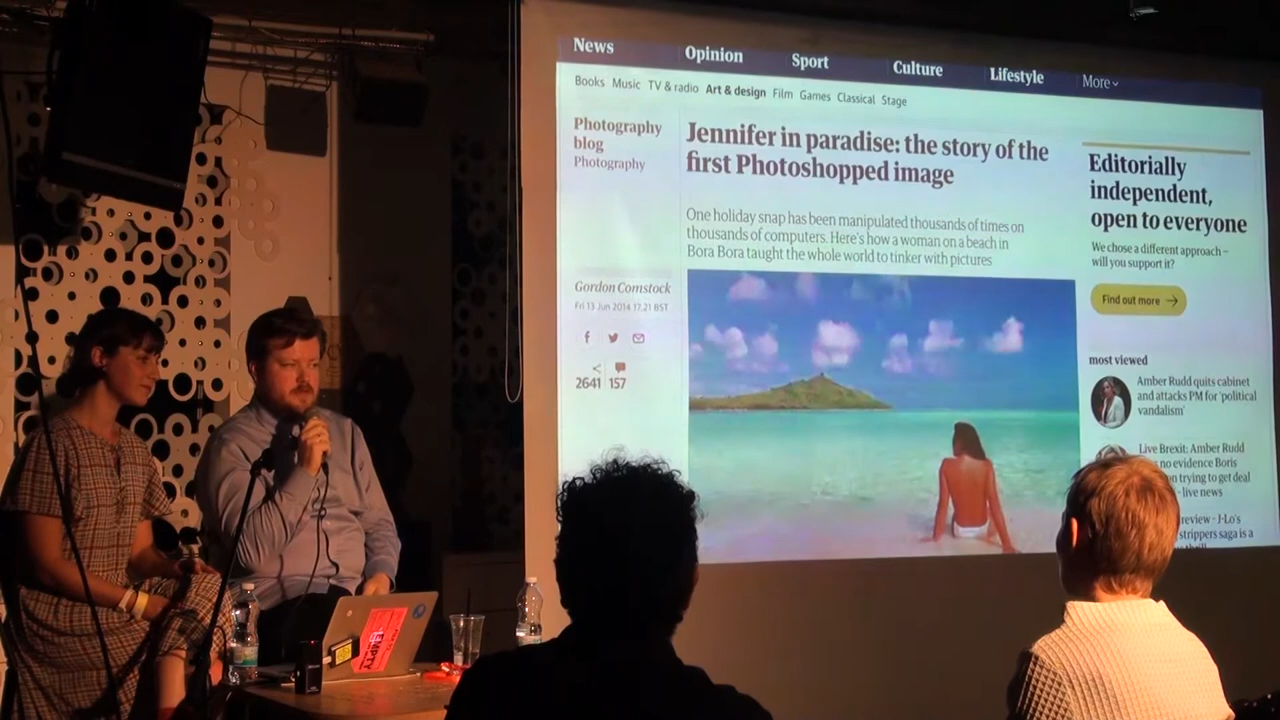 News Opinion Sport Culture Lifestyle More
Books Music TV & radio Art & design Film Games Classical Stage
Photography
blog
Photography
Jennifer in paradise: the story of the
first Photoshopped image
One holiday snap has been manipulated thousands of times on
thousands of computers. Here's how a woman on a beach in
Bora Bora taught the whole world to tinker with pictures
Gordon Comstock
Fri 13 Jun 2014 17.21 BST
2641 157
Editorially
independent,
open to everyone
We chose a different approach –
will you support it?
Find out more →
most viewed
Amber Rudd quits cabinet
and attacks PM for 'political
vandalism'
Live Brexit: Amber Rudd
no evidence Boris
trying to get deal
- live news
review - J-Lo's
strippers saga is a
EMPTY